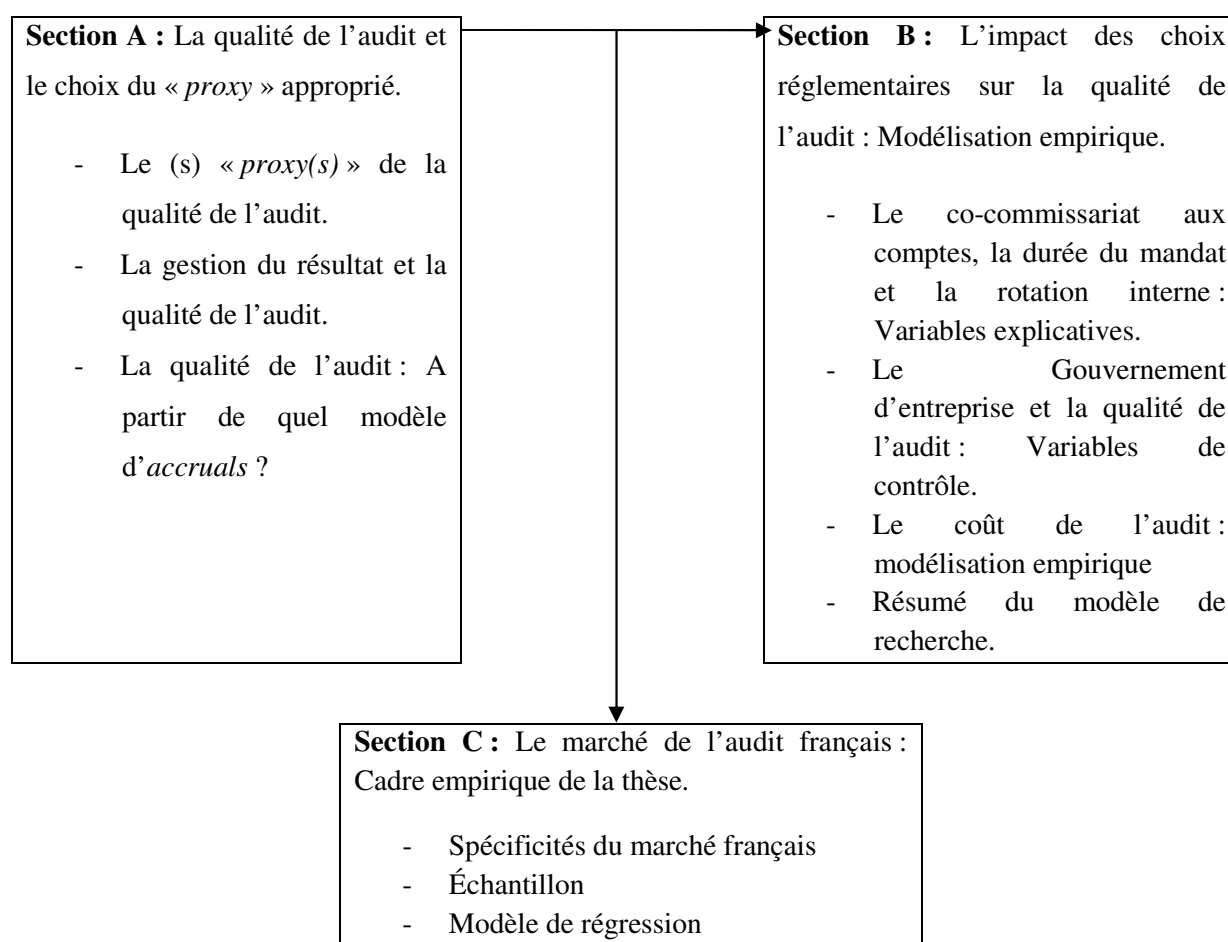 Section A : La qualité de l’audit et
le choix du « proxy » approprié.
- Le (s) « proxy(s) » de la
qualité de l’audit.
- La gestion du résultat et la
qualité de l’audit.
- La qualité de l’audit : A
partir de quel modèle
d’accruals ?
Section B : L’impact des choix
réglementaires sur la qualité de
l’audit : Modélisation empirique.
- Le co-commissariat aux
comptes, la durée du mandat
et la rotation interne :
Variables explicatives.
- Le Gouvernement
d’entreprise et la qualité de
l’audit : Variables de
contrôle.
- Le coût de l’audit :
modélisation empirique
- Résumé du modèle de
recherche.
Section C : Le marché de l’audit français :
Cadre empirique de la thèse.
- Spécificités du marché français
- Échantillon
- Modèle de régression